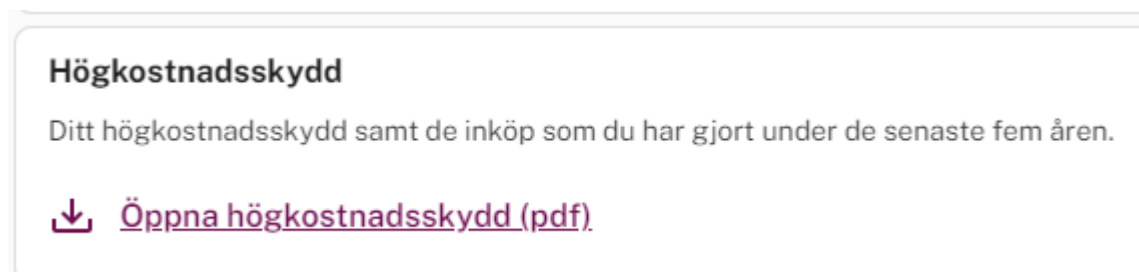 Högkostnadsskydd
Ditt högkostnadsskydd samt de inköp som du har gjort under de senaste fem åren.
Öppna högkostnadsskydd (pdf)